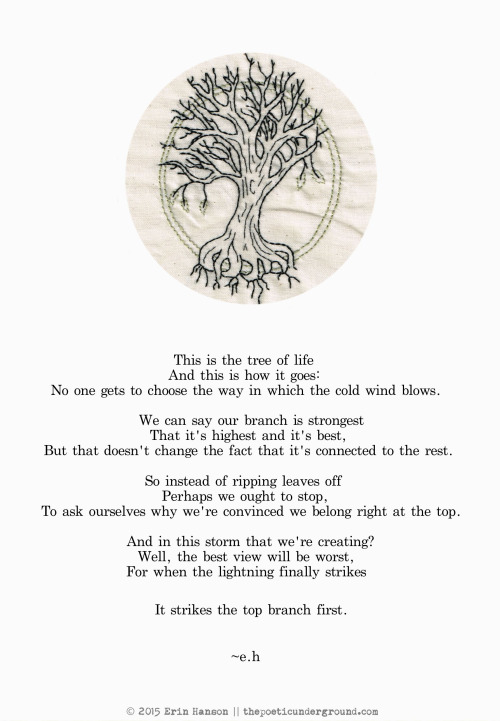 This is the tree of life
And this is how it goes:
No one gets to choose the way in which the cold wind blows.
We can say our branch is strongest
That it's highest and it's best,
But that doesn't change the fact that it's connected to the rest.
So instead of ripping leaves off
Perhaps we ought to stop,
To ask ourselves why we're convinced we belong right at the top.
And in this storm that we're creating?
Well, the best view will be worst,
For when the lightning finally strikes
It strikes the top branch first.
~e.h
© 2015 Erin Hanson || thepoeticunderground.com